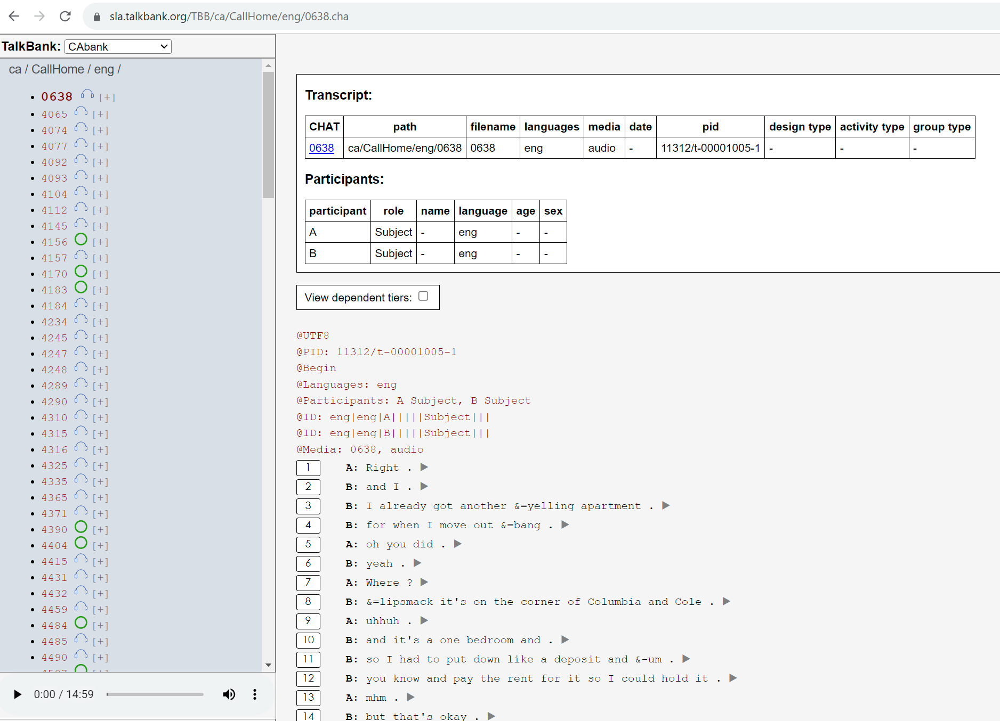 sla.talkbank.org/TBB/ca/CallHome/eng/0638.cha
TalkBank: CAbank
ca / CallHome / eng /
0638 [+]
4065 [+]
4074 [+]
4077 [+]
4092 [+]
4093 [+]
4104 [+]
4112 [+]
4145 [+]
4156 [+]
4157 [+]
4170 [+]
4183 [+]
4184 [+]
4234 [+]
4245 [+]
4247 [+]
4248 [+]
4289 [+]
4290 [+]
4310 [+]
4315 [+]
4316 [+]
4325 [+]
4335 [+]
4365 [+]
4371 [+]
4390 [+]
4404 [+]
4415 [+]
4431 [+]
4432 [+]
4459 [+]
4484 [+]
4485 [+]
4490 [+]
0:00 / 14:59
Transcript:
CHAT path filename languages media date pid design type activity type group type
0638 ca/CallHome/eng/0638 0638 eng audio - 11312/t-00001005-1 - - -
Participants:
participant role name language age sex
A Subject - eng - -
B Subject - eng - -
View dependent tiers:
@UTF8
@PID: 11312/t-00001005-1
@Begin
@Languages: eng
@Participants: A Subject, B Subject
@ID: eng|eng|A|||||Subject|||
@ID: eng|eng|B|||||Subject|||
@Media: 0638, audio
1 A: Right .
2 B: and I .
3 B: I already got another &=yelling apartment .
4 B: for when I move out &=bang .
5 A: oh you did .
6 B: yeah .
7 A: Where ?
8 B: &=lipsmack it's on the corner of Columbia and Cole .
9 A: uhhuh .
10 B: and it's a one bedroom and .
11 B: so I had to put down like a deposit and &-um .
12 B: you know and pay the rent for it so I could hold it .
13 A: mhm .
14 B: but that's okay .